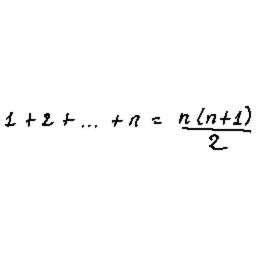 1 + 2 + ... + n = n(n+1)/2